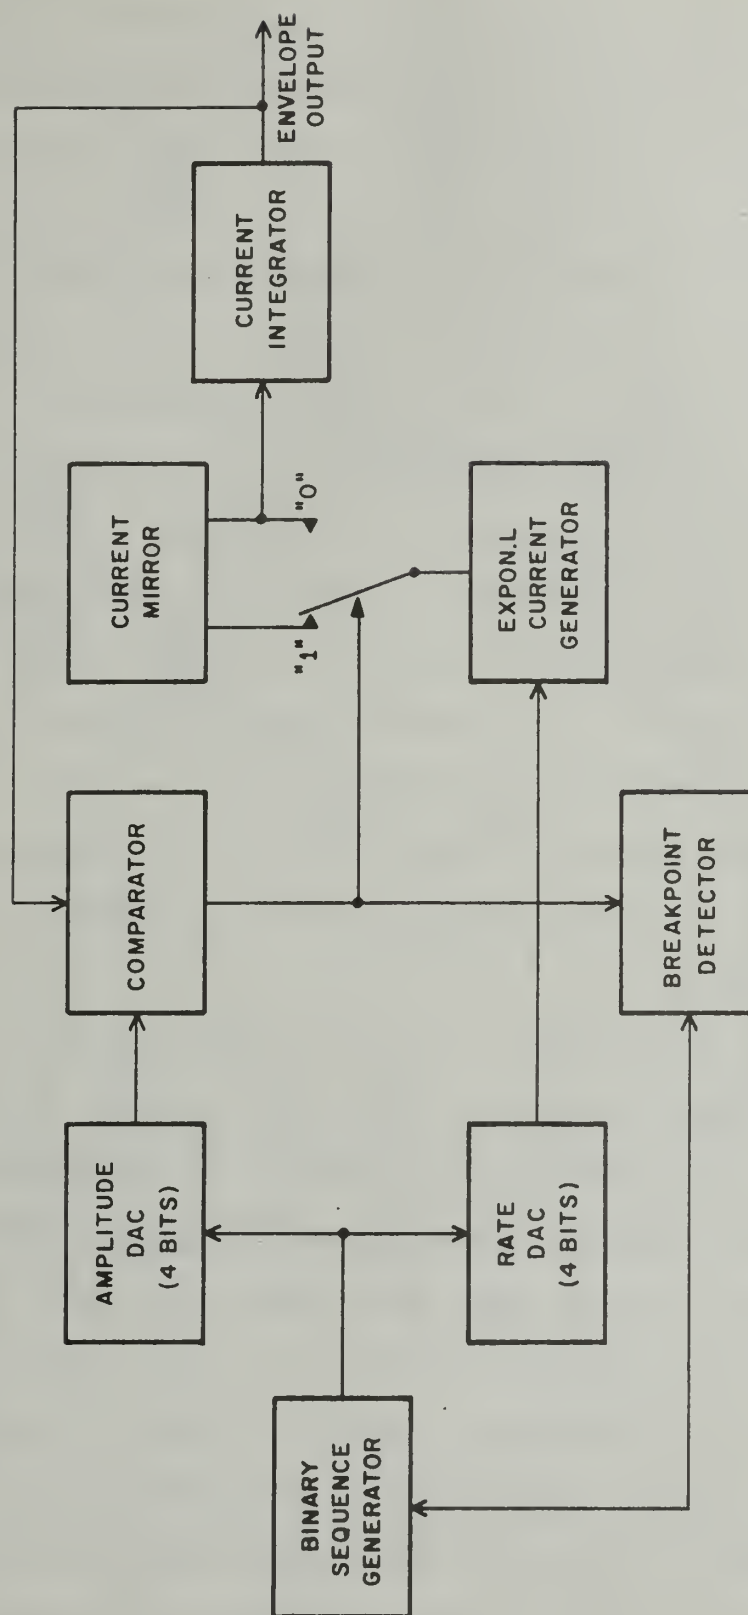 BINARY
SEQUENCE
GENERATOR
AMPLITUDE
DAC
(4 BITS)
RATE
DAC
(4 BITS)
COMPARATOR
BREAKPOINT
DETECTOR
CURRENT
MIRROR
"1"
"0"
EXPON.L
CURRENT
GENERATOR
CURRENT
INTEGRATOR
ENVELOPE
OUTPUT